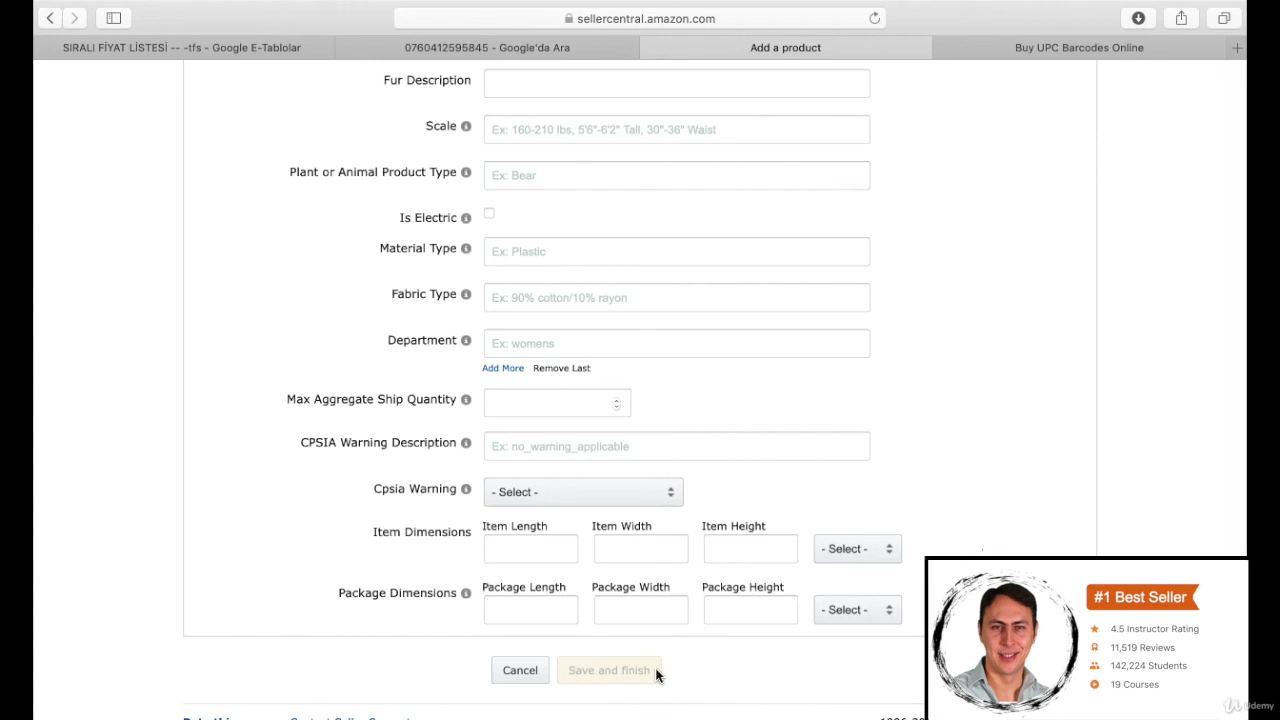 sellercentral.amazon.com
SIRALI FİYAT LİSTESİ -- -tfs - Google E-Tablolar
0760412595845 - Google'da Ara
Add a product
Buy UPC Barcodes Online
Fur Description
Scale
Ex: 160-210 lbs, 5'6"-6'2" Tall, 30"-36" Waist
Plant or Animal Product Type
Ex: Bear
Is Electric
Material Type
Ex: Plastic
Fabric Type
Ex: 90% cotton/10% rayon
Department
Ex: womens
Add More Remove Last
Max Aggregate Ship Quantity
CPSIA Warning Description
Ex: no_warning_applicable
Cpsia Warning
- Select -
Item Dimensions
Item Length Item Width Item Height
- Select -
Package Dimensions
Package Length Package Width Package Height
- Select -
Cancel
Save and finish
#1 Best Seller
4.5 Instructor Rating
11,519 Reviews
142,224 Students
19 Courses
Udemy